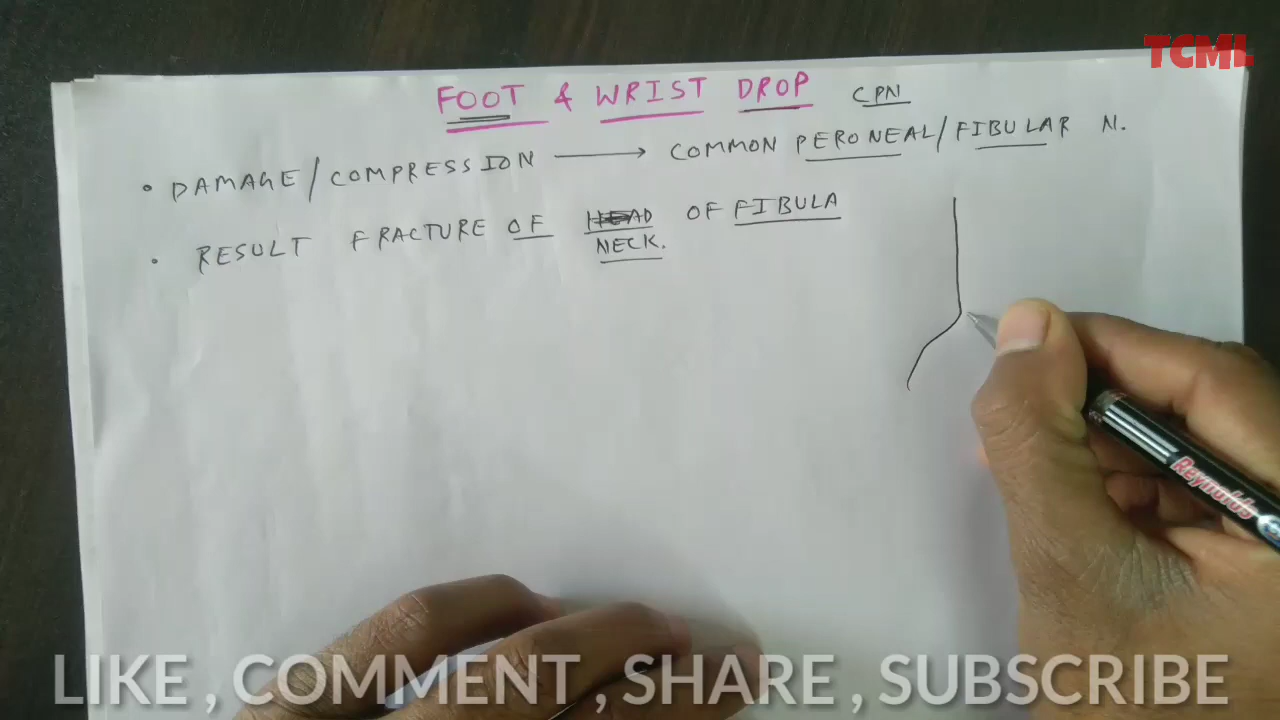 TCML
FOOT & WRIST DROP CPN
• DAMAGE/COMPRESSION → COMMON PERONEAL/FIBULAR N.
• RESULT FRACTURE OF HEAD OF FIBULA
NECK.
Reynolds
LIKE , COMMENT , SHARE , SUBSCRIBE